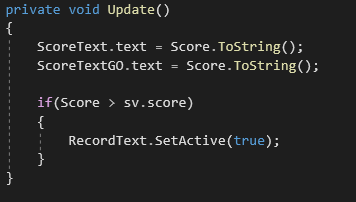 private void Update()
{
ScoreText.text = Score.ToString();
ScoreTextGO.text = Score.ToString();
if(Score > sv.score)
{
RecordText.SetActive(true);
}
}